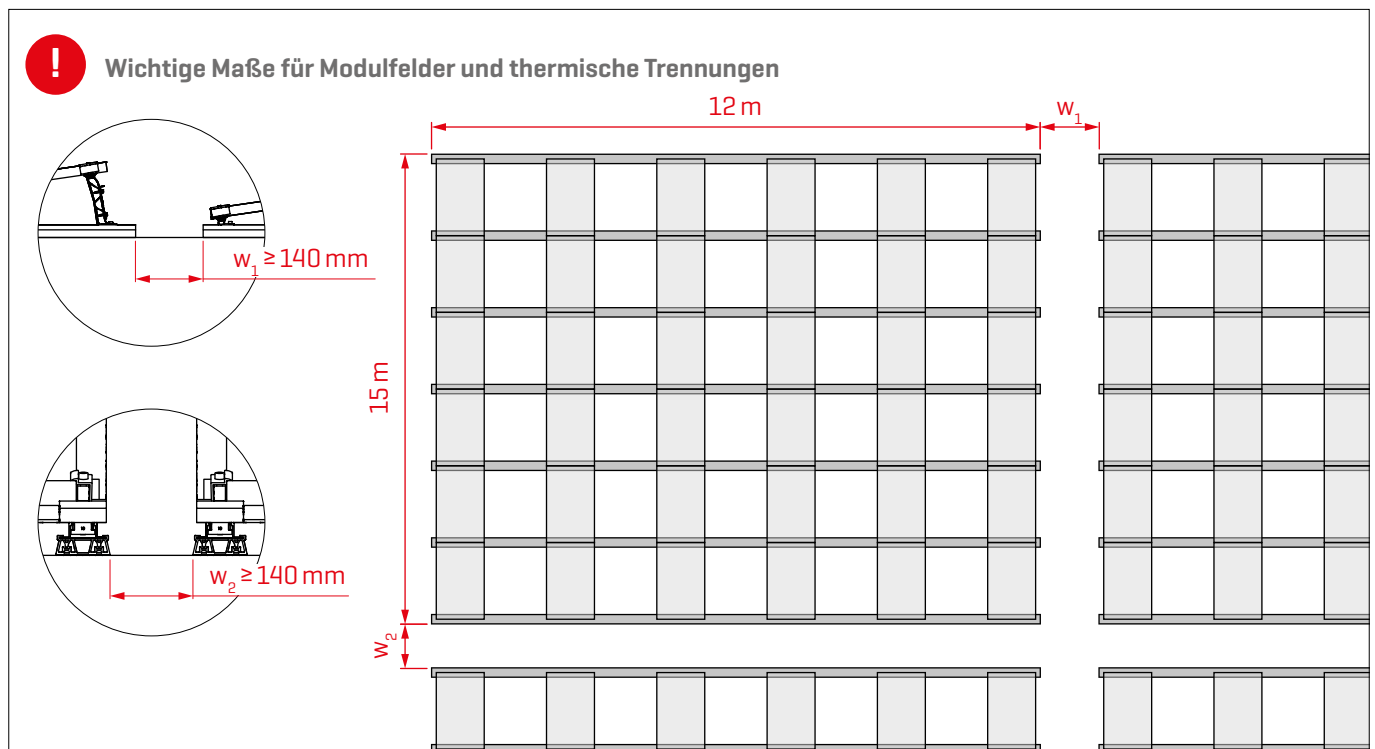 !
Wichtige Maße für Modulfelder und thermische Trennungen
12 m
w₁
w₁ ≥ 140 mm
15 m
w₂ ≥ 140 mm
w₂